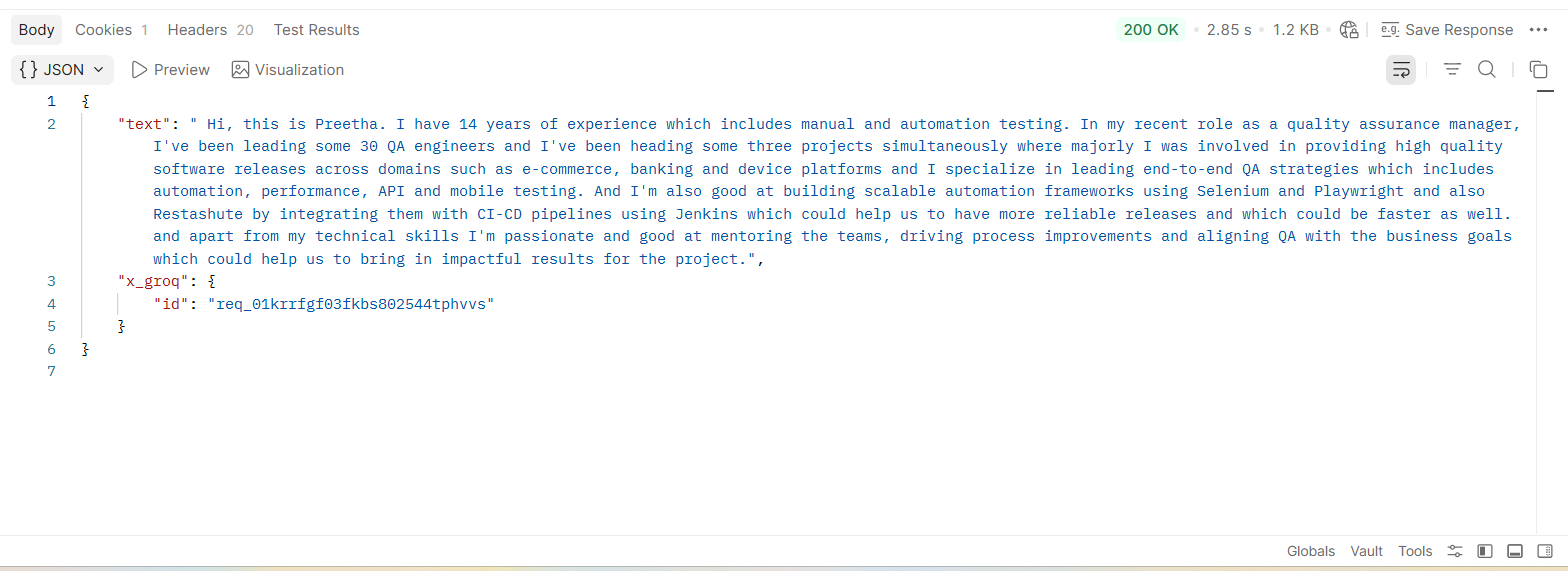 Body Cookies 1 Headers 20 Test Results 200 OK • 2.85 s • 1.2 KB • e.g. Save Response •••
{} JSON Preview Visualization
1 {
2 "text": " Hi, this is Preetha. I have 14 years of experience which includes manual and automation testing. In my recent role as a quality assurance manager,
I've been leading some 30 QA engineers and I've been heading some three projects simultaneously where majorly I was involved in providing high quality
software releases across domains such as e-commerce, banking and device platforms and I specialize in leading end-to-end QA strategies which includes
automation, performance, API and mobile testing. And I'm also good at building scalable automation frameworks using Selenium and Playwright and also
Restashute by integrating them with CI-CD pipelines using Jenkins which could help us to have more reliable releases and which could be faster as well.
and apart from my technical skills I'm passionate and good at mentoring the teams, driving process improvements and aligning QA with the business goals
which could help us to bring in impactful results for the project.",
3 "x_groq": {
4 "id": "req_01krrfgf03fkbs802544tphvvs"
5 }
6 }
7
Globals Vault Tools